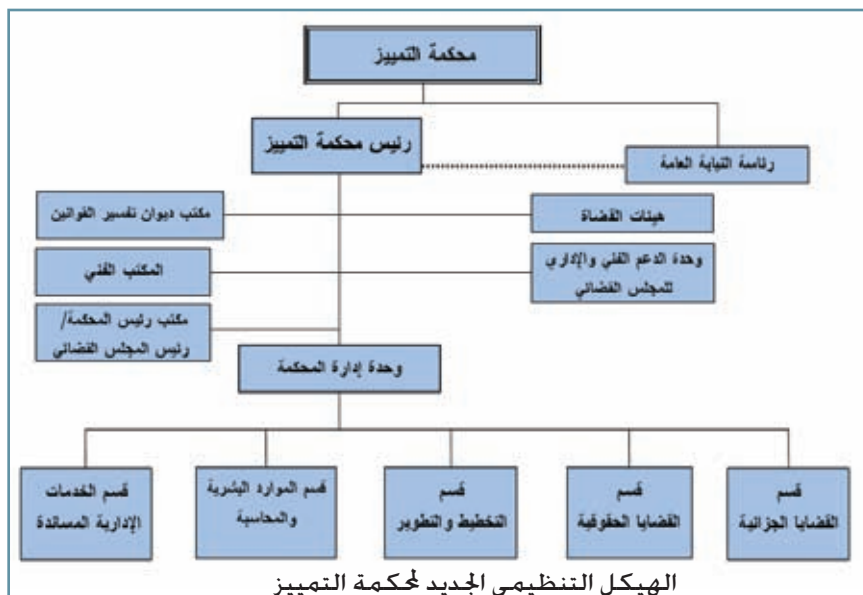 محكمة التمييز
رئيس محكمة التمييز
رئاسة النيابة العامة
هيئات القضاة
مكتب ديوان تفسير القوانين
وحدة الدعم الفني والإداري
للمجلس القضائي
المكتب الفني
مكتب رئيس المحكمة/
رئيس المجلس القضائي
وحدة إدارة المحكمة
قسم
القضايا الجزائية
قسم
القضايا الحقوقية
قسم
التخطيط والتطوير
قسم الموارد البشرية
والمحاسبة
قسم الخدمات
الإدارية المساندة
الهيكل التنظيمي الجديد لمحكمة التمييز